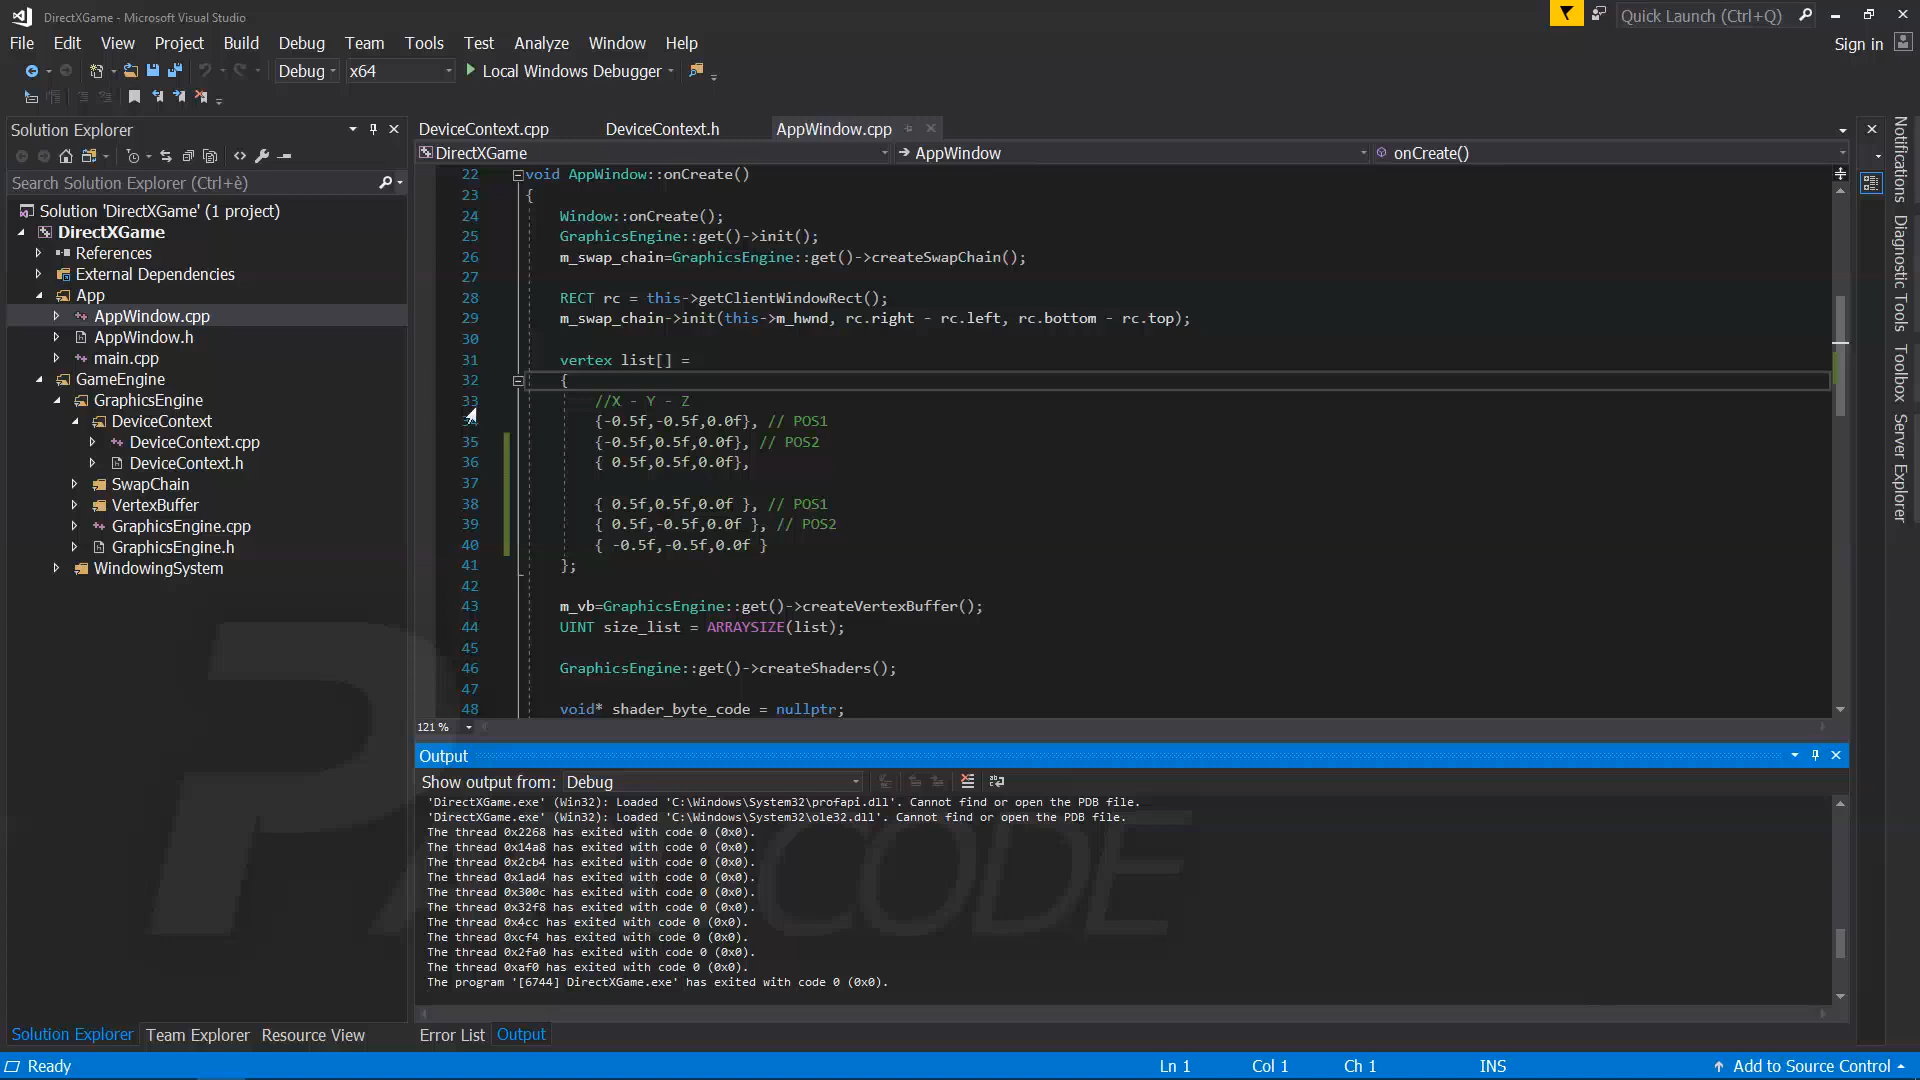 DirectXGame - Microsoft Visual Studio
Quick Launch (Ctrl+Q)
File Edit View Project Build Debug Team Tools Test Analyze Window Help
Sign in
Debug x64 Local Windows Debugger
Solution Explorer
Search Solution Explorer (Ctrl+è)
Solution 'DirectXGame' (1 project)
DirectXGame
References
External Dependencies
App
AppWindow.cpp
AppWindow.h
main.cpp
GameEngine
GraphicsEngine
DeviceContext
DeviceContext.cpp
DeviceContext.h
SwapChain
VertexBuffer
GraphicsEngine.cpp
GraphicsEngine.h
WindowingSystem
Solution Explorer Team Explorer Resource View
DeviceContext.cpp DeviceContext.h AppWindow.cpp
DirectXGame AppWindow onCreate()
22 void AppWindow::onCreate()
23 {
24 Window::onCreate();
25 GraphicsEngine::get()->init();
26 m_swap_chain=GraphicsEngine::get()->createSwapChain();
27
28 RECT rc = this->getClientWindowRect();
29 m_swap_chain->init(this->m_hwnd, rc.right - rc.left, rc.bottom - rc.top);
30
31 vertex list[] =
32 {
33 //X - Y - Z
{-0.5f,-0.5f,0.0f}, // POS1
35 {-0.5f,0.5f,0.0f}, // POS2
36 { 0.5f,0.5f,0.0f},
37
38 { 0.5f,0.5f,0.0f }, // POS1
39 { 0.5f,-0.5f,0.0f }, // POS2
40 { -0.5f,-0.5f,0.0f }
41 };
42
43 m_vb=GraphicsEngine::get()->createVertexBuffer();
44 UINT size_list = ARRAYSIZE(list);
45
46 GraphicsEngine::get()->createShaders();
47
48 void* shader_byte_code = nullptr;
121 %
Output
Show output from: Debug
'DirectXGame.exe' (Win32): Loaded 'C:\Windows\System32\profapi.dll'. Cannot find or open the PDB file.
'DirectXGame.exe' (Win32): Loaded 'C:\Windows\System32\ole32.dll'. Cannot find or open the PDB file.
The thread 0x2268 has exited with code 0 (0x0).
The thread 0x14a8 has exited with code 0 (0x0).
The thread 0x2cb4 has exited with code 0 (0x0).
The thread 0x1ad4 has exited with code 0 (0x0).
The thread 0x300c has exited with code 0 (0x0).
The thread 0x32f8 has exited with code 0 (0x0).
The thread 0x4cc has exited with code 0 (0x0).
The thread 0xcf4 has exited with code 0 (0x0).
The thread 0x2fa0 has exited with code 0 (0x0).
The thread 0xaf0 has exited with code 0 (0x0).
The program '[6744] DirectXGame.exe' has exited with code 0 (0x0).
Error List Output
Notifications
Diagnostic Tools
Toolbox
Server Explorer
Ready Ln 1 Col 1 Ch 1 INS Add to Source Control